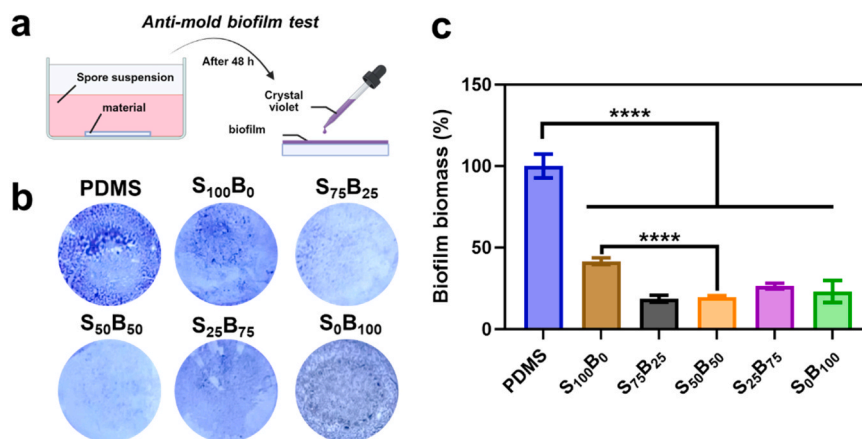 a
Anti-mold biofilm test
After 48 h
Spore suspension
material
Crystal
violet
biofilm
b
PDMS
S₁₀₀B₀
S₇₅B₂₅
S₅₀B₅₀
S₂₅B₇₅
S₀B₁₀₀
c
Biofilm biomass (%)
150
100
50
0
****
****
PDMS
S₁₀₀B₀
S₇₅B₂₅
S₅₀B₅₀
S₂₅B₇₅
S₀B₁₀₀